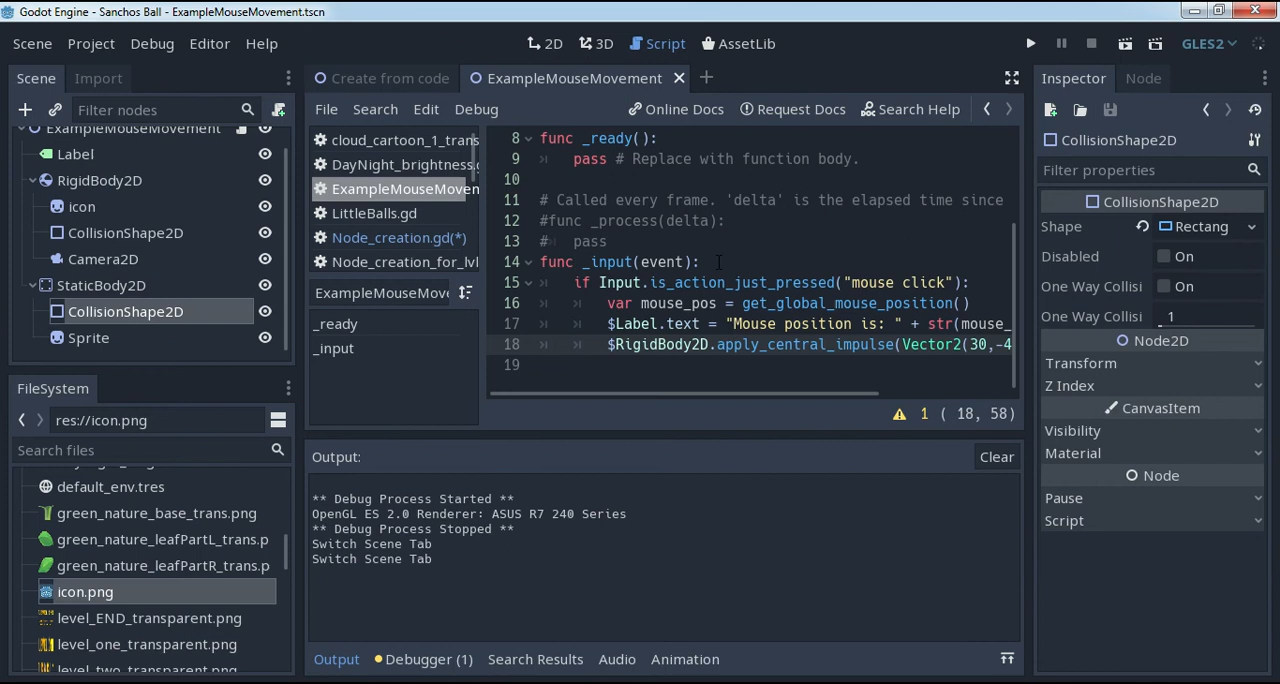 Godot Engine - Sanchos Ball - ExampleMouseMovement.tscn
Scene Project Debug Editor Help
2D 3D Script AssetLib
GLES2
Scene Import
Filter nodes
ExampleMouseMovement
Label
RigidBody2D
icon
CollisionShape2D
Camera2D
StaticBody2D
CollisionShape2D
Sprite
FileSystem
res://icon.png
Search files
default_env.tres
green_nature_base_trans.png
green_nature_leafPartL_trans.p
green_nature_leafPartR_trans.p
icon.png
level_END_transparent.png
level_one_transparent.png
level_two_transparent.png
Create from code ExampleMouseMovement
File Search Edit Debug
Online Docs Request Docs Search Help
cloud_cartoon_1_trans
DayNight_brightness.g
ExampleMouseMoven
LittleBalls.gd
Node_creation.gd(*)
Node_creation_for_lvl
ExampleMouseMove
_ready
_input
8 func _ready():
9 pass # Replace with function body.
10
11 # Called every frame. 'delta' is the elapsed time since
12 #func _process(delta):
13 # pass
14 func _input(event):
15 if Input.is_action_just_pressed("mouse click"):
16 var mouse_pos = get_global_mouse_position()
17 $Label.text = "Mouse position is: " + str(mouse_
18 $RigidBody2D.apply_central_impulse(Vector2(30,-4
19
1 ( 18, 58)
Output:
Clear
** Debug Process Started **
OpenGL ES 2.0 Renderer: ASUS R7 240 Series
** Debug Process Stopped **
Switch Scene Tab
Switch Scene Tab
Output Debugger (1) Search Results Audio Animation
Inspector Node
CollisionShape2D
Filter properties
CollisionShape2D
Shape Rectang
Disabled On
One Way Collisi On
One Way Collisi 1
Node2D
Transform
Z Index
CanvasItem
Visibility
Material
Node
Pause
Script